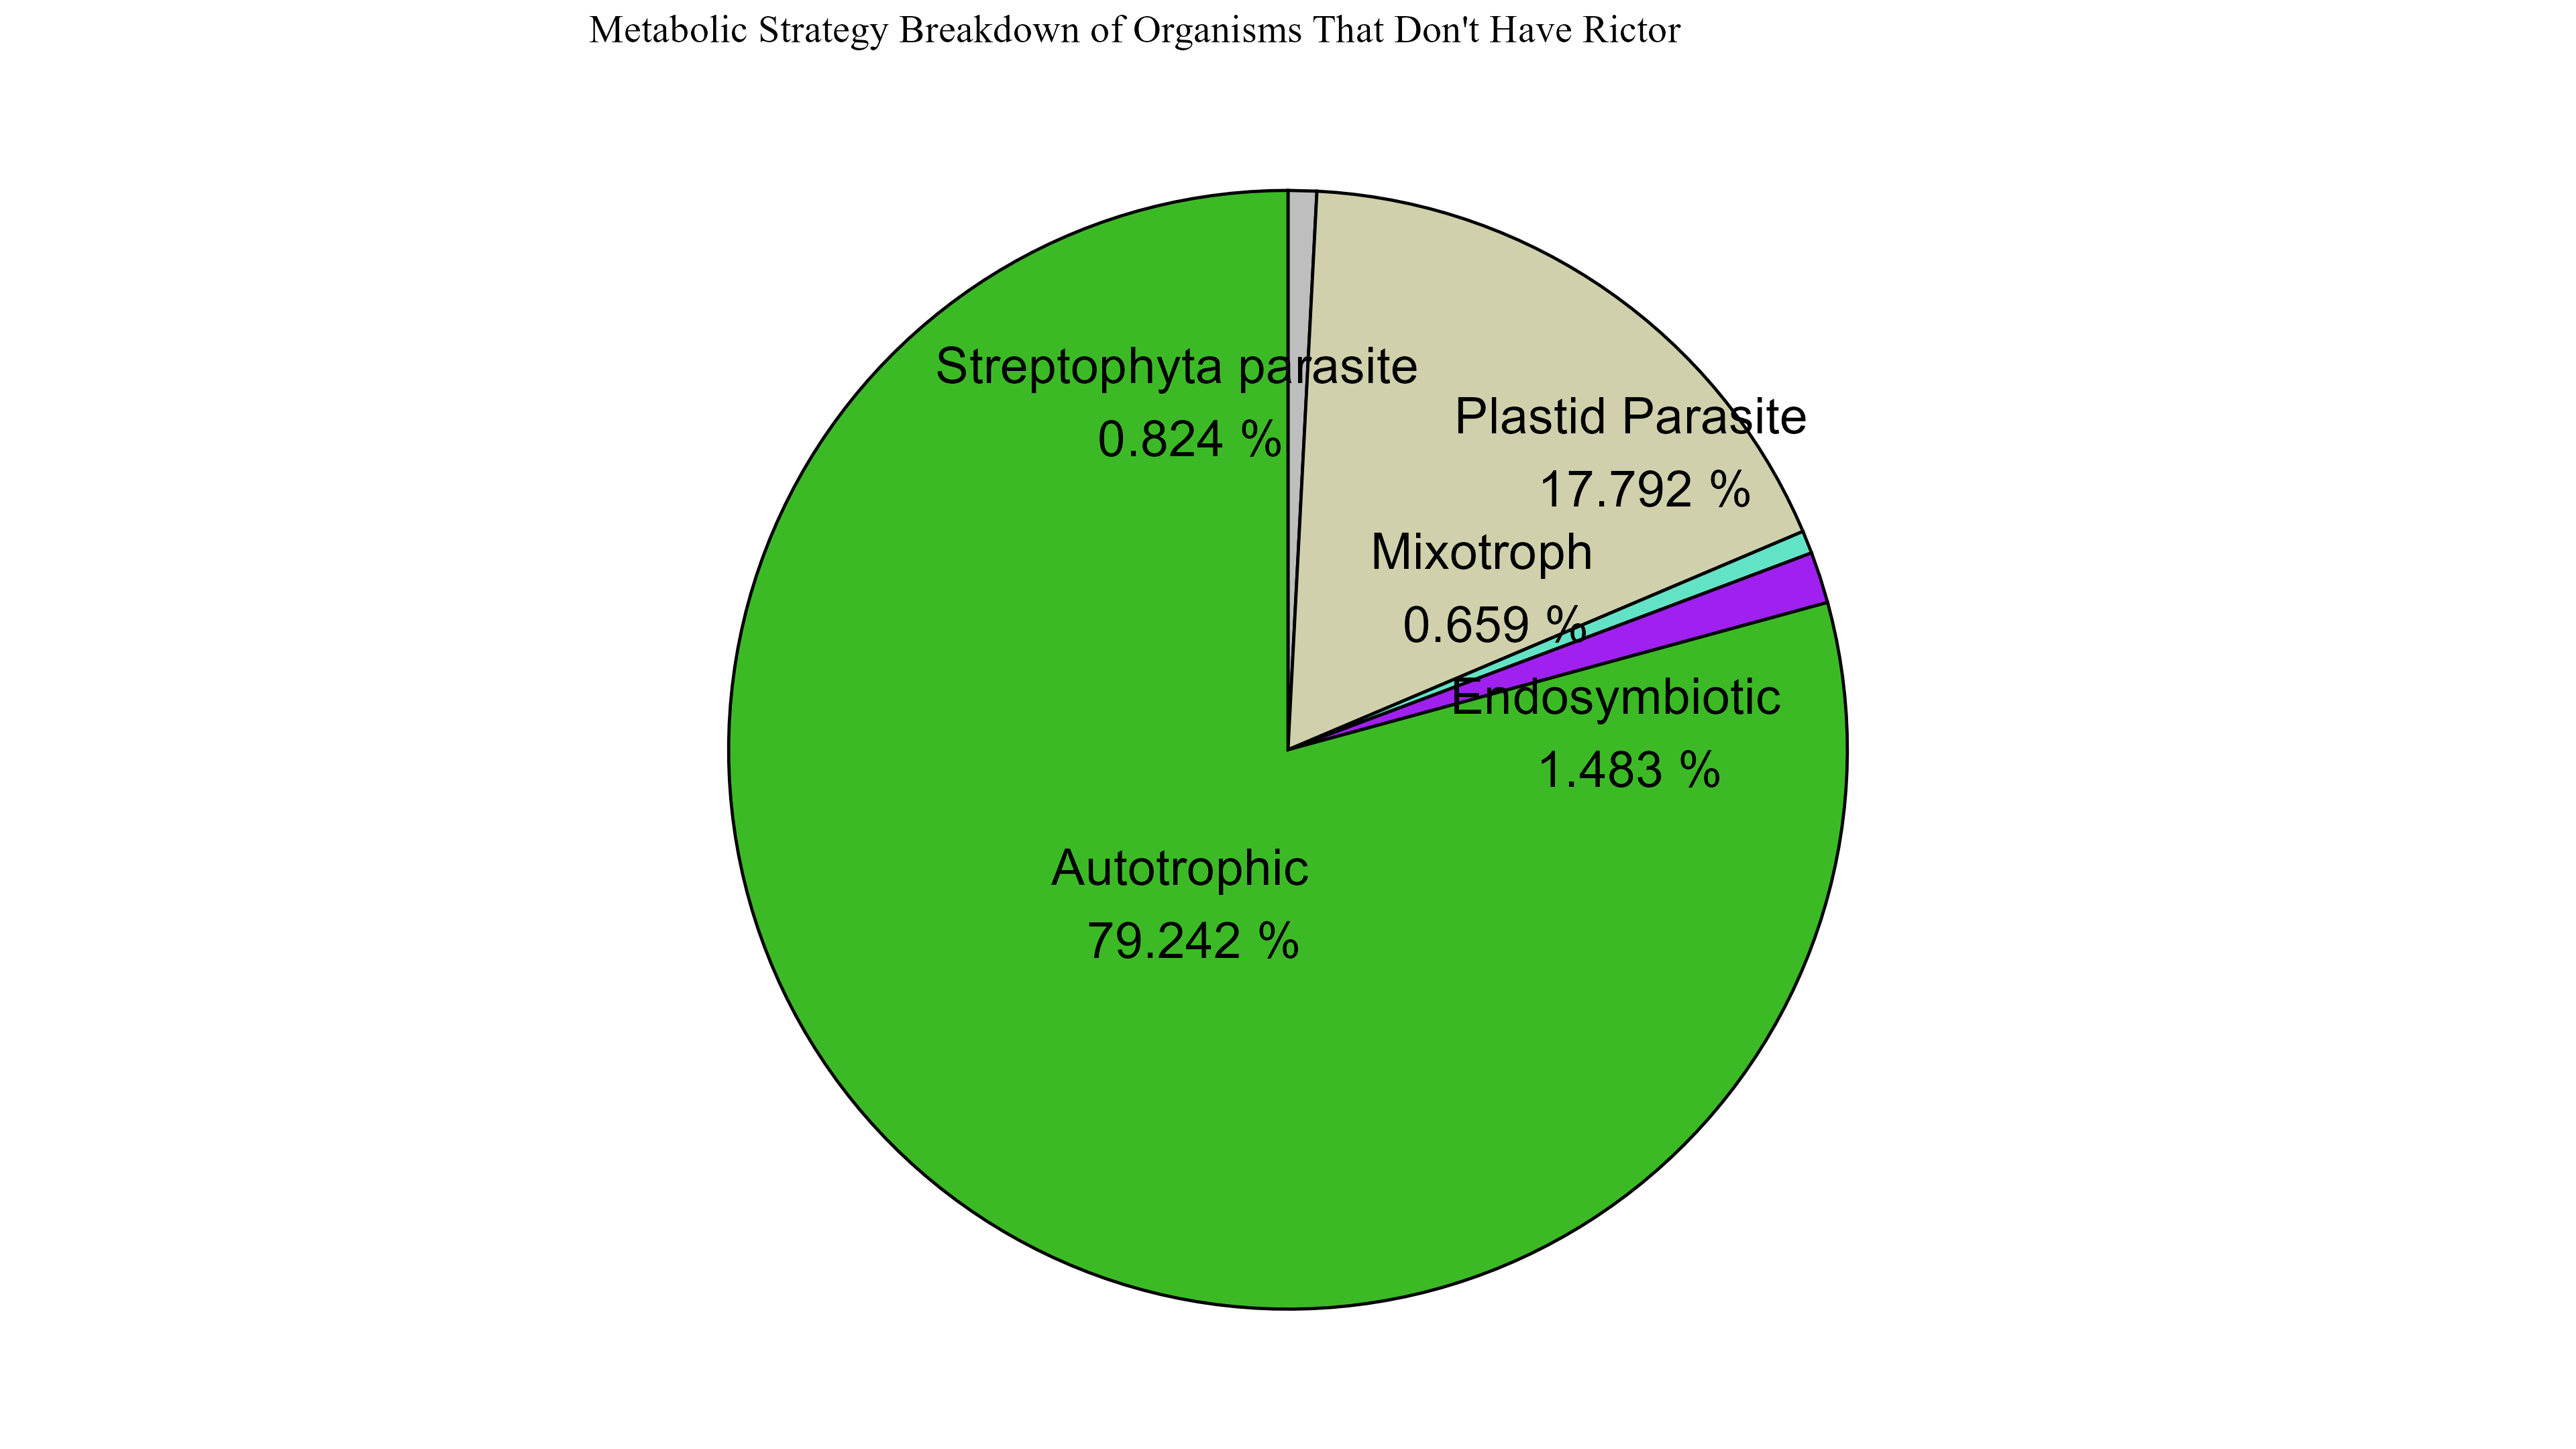 Metabolic Strategy Breakdown of Organisms That Don't Have Rictor
Streptophyta parasite
0.824 %
Plastid Parasite
17.792 %
Mixotroph
0.659 %
Endosymbiotic
1.483 %
Autotrophic
79.242 %